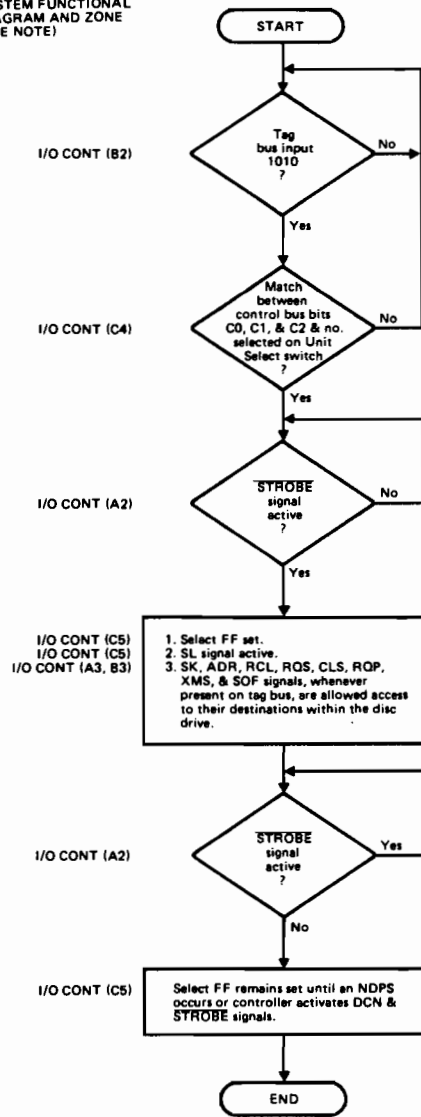 STEM FUNCTIONAL
AGRAM AND ZONE
E NOTE)
START
I/O CONT (B2)
Tag
bus input
1010
?
No
Yes
I/O CONT (C4)
Match
between
control bus bits
C0, C1, & C2 & no.
selected on Unit
Select switch
?
No
Yes
I/O CONT (A2)
STROBE
signal
active
?
No
Yes
I/O CONT (C5)
I/O CONT (C5)
I/O CONT (A3, B3)
1. Select FF set.
2. SL signal active.
3. SK, ADR, RCL, RQS, CLS, RQP,
XMS, & SOF signals, whenever
present on tag bus, are allowed access
to their destinations within the disc
drive.
I/O CONT (A2)
STROBE
signal
active
?
Yes
No
I/O CONT (C5)
Select FF remains set until an NDPS
occurs or controller activates DCN &
STROBE signals.
END